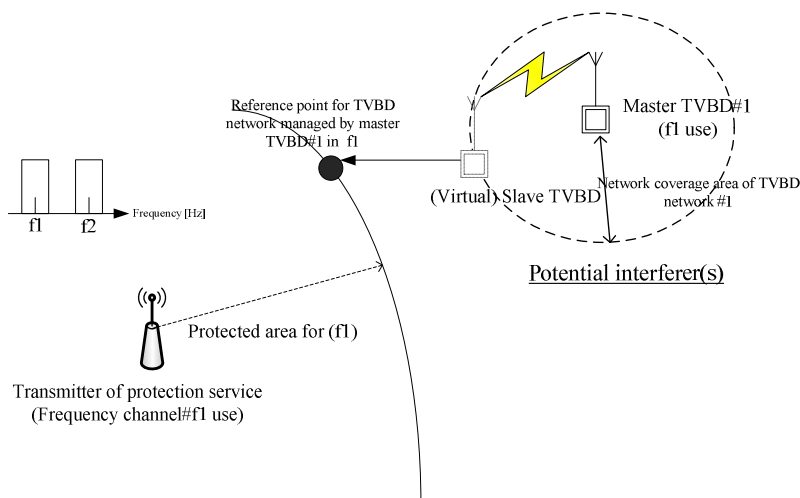 Reference point for TVBD
network managed by master
TVBD#1 in f1
Master TVBD#1
(f1 use)
(Virtual) Slave TVBD
Network coverage area of TVBD
network #1
Potential interferer(s)
f1
f2
Frequency [Hz]
Protected area for (f1)
Transmitter of protection service
(Frequency channel#f1 use)